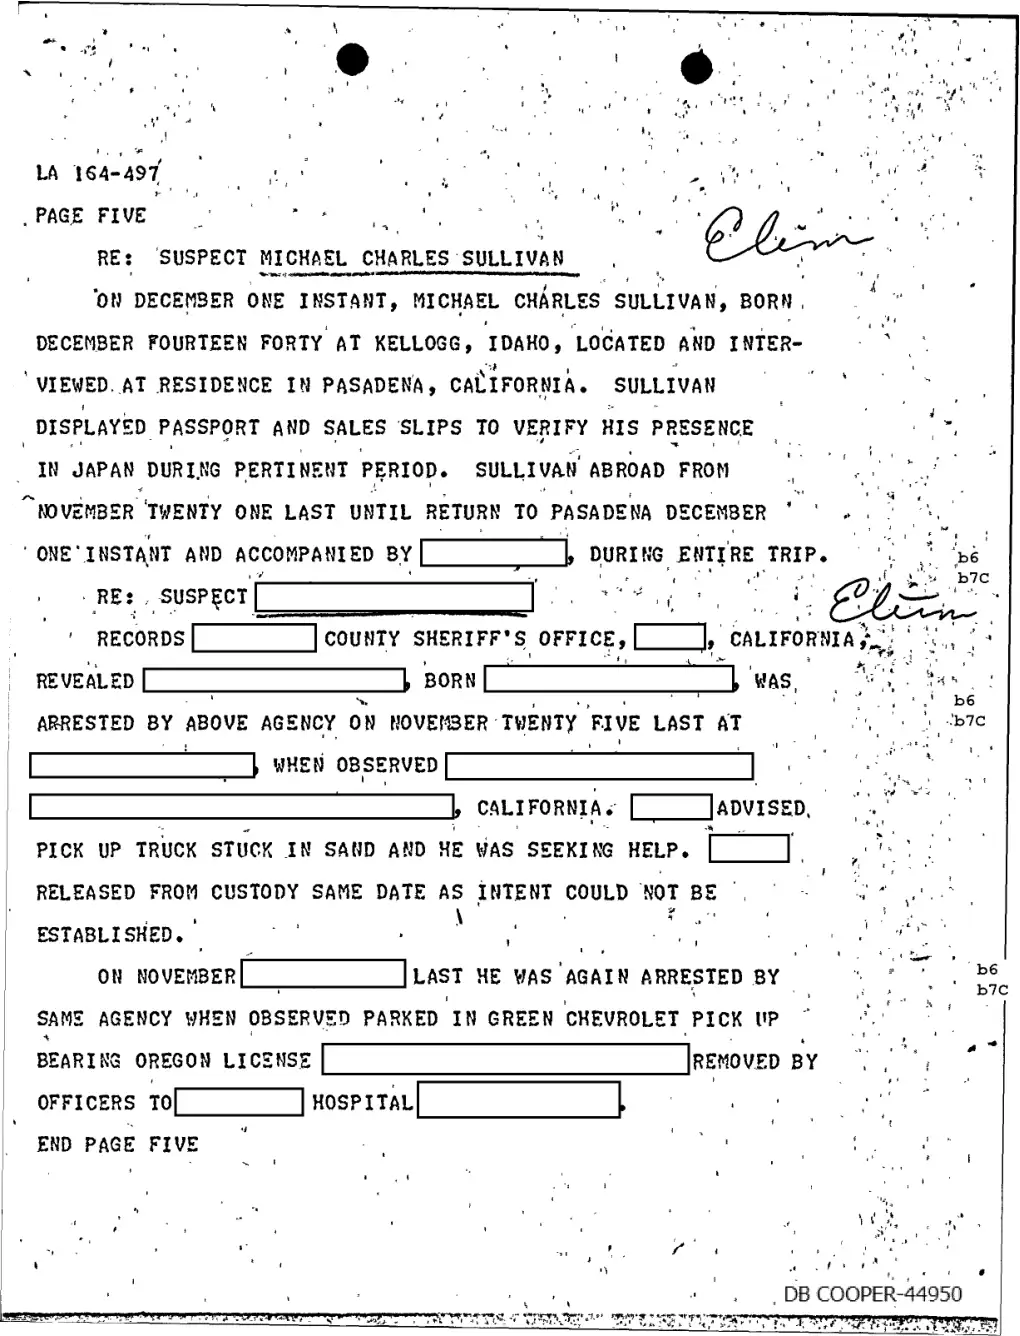 LA 164-497
PAGE FIVE
Elim
RE: SUSPECT MICHAEL CHARLES SULLIVAN
ON DECEMBER ONE INSTANT, MICHAEL CHARLES SULLIVAN, BORN
DECEMBER FOURTEEN FORTY AT KELLOGG, IDAHO, LOCATED AND INTER-
VIEWED AT RESIDENCE IN PASADENA, CALIFORNIA. SULLIVAN
DISPLAYED PASSPORT AND SALES SLIPS TO VERIFY HIS PRESENCE
IN JAPAN DURING PERTINENT PERIOD. SULLIVAN ABROAD FROM
NOVEMBER TWENTY ONE LAST UNTIL RETURN TO PASADENA DECEMBER
ONE INSTANT AND ACCOMPANIED BY , DURING ENTIRE TRIP.
b6
b7C
RE: SUSPECT
Elim
RECORDS COUNTY SHERIFF'S OFFICE, , CALIFORNIA,
REVEALED , BORN , WAS
b6
b7C
ARRESTED BY ABOVE AGENCY ON NOVEMBER TWENTY FIVE LAST AT
, WHEN OBSERVED
, CALIFORNIA. ADVISED
PICK UP TRUCK STUCK IN SAND AND HE WAS SEEKING HELP.
RELEASED FROM CUSTODY SAME DATE AS INTENT COULD NOT BE
ESTABLISHED.
ON NOVEMBER LAST HE WAS AGAIN ARRESTED BY
b6
b7C
SAME AGENCY WHEN OBSERVED PARKED IN GREEN CHEVROLET PICK UP
BEARING OREGON LICENSE REMOVED BY
OFFICERS TO HOSPITAL .
END PAGE FIVE
DB COOPER-44950